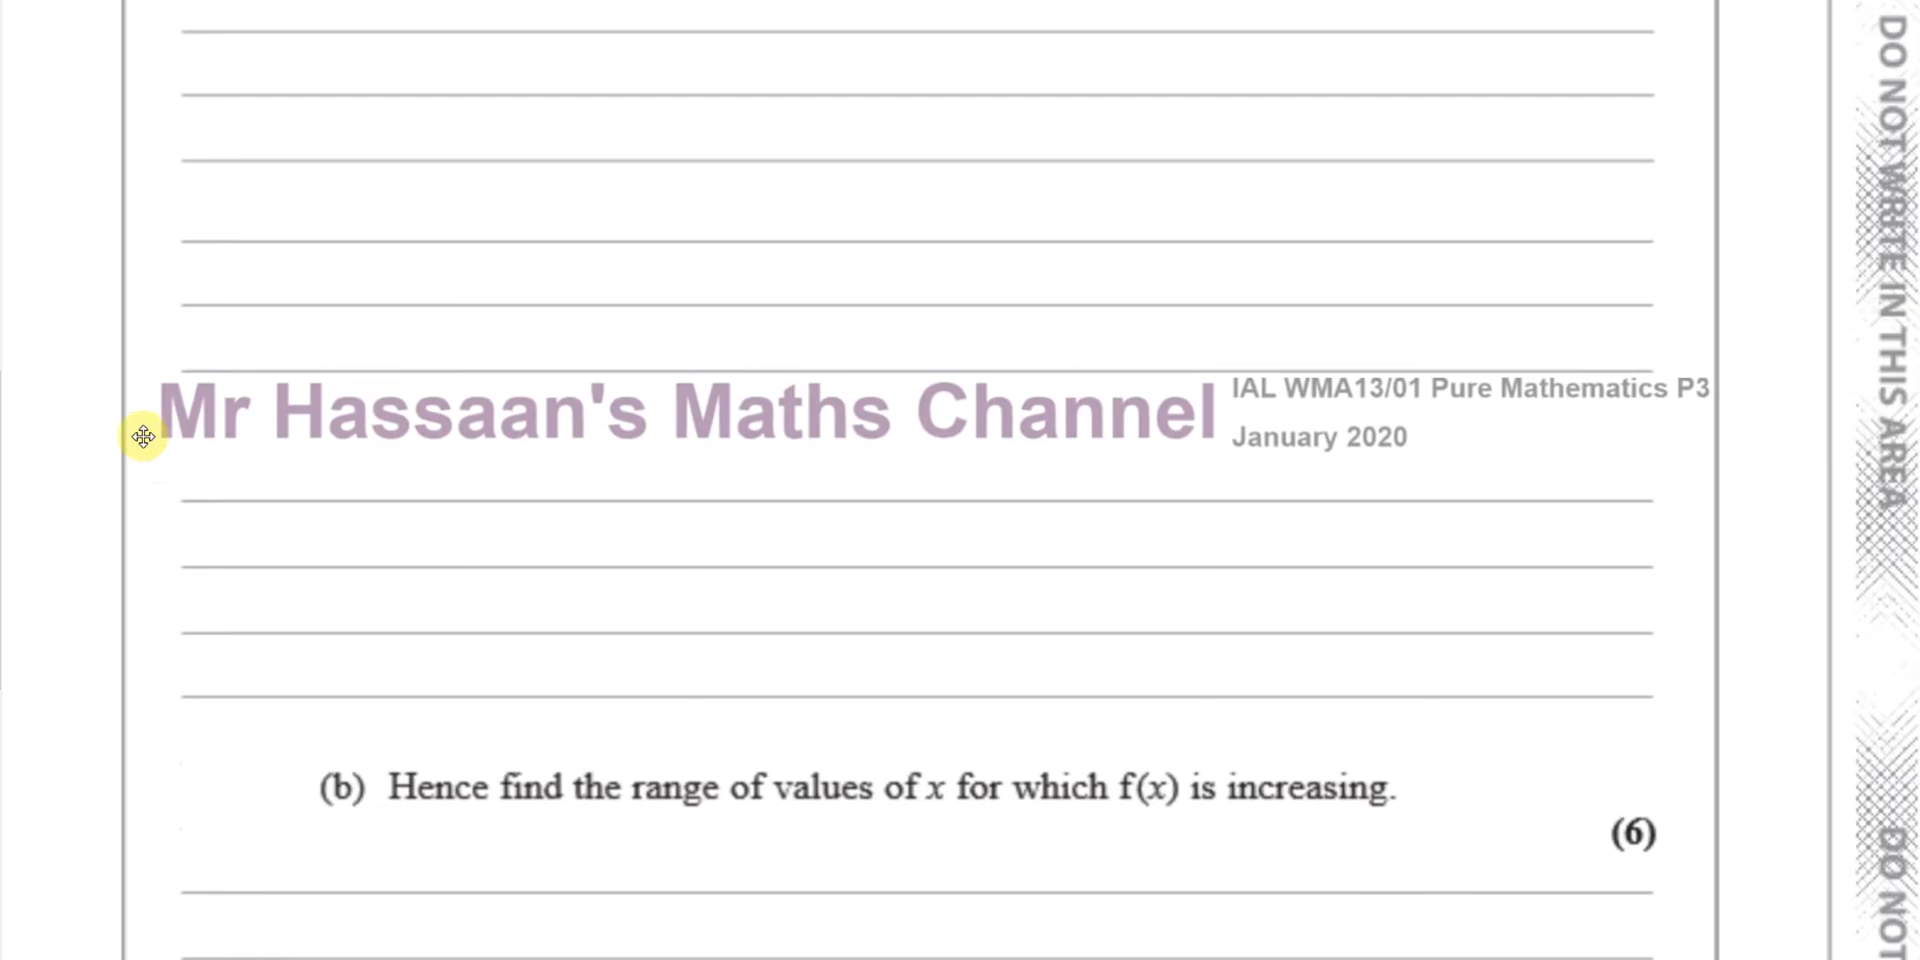 Mr Hassaan's Maths Channel
IAL WMA13/01 Pure Mathematics P3
January 2020
(b) Hence find the range of values of x for which f(x) is increasing.
(6)
DO NOT WRITE IN THIS AREA
DO NOT